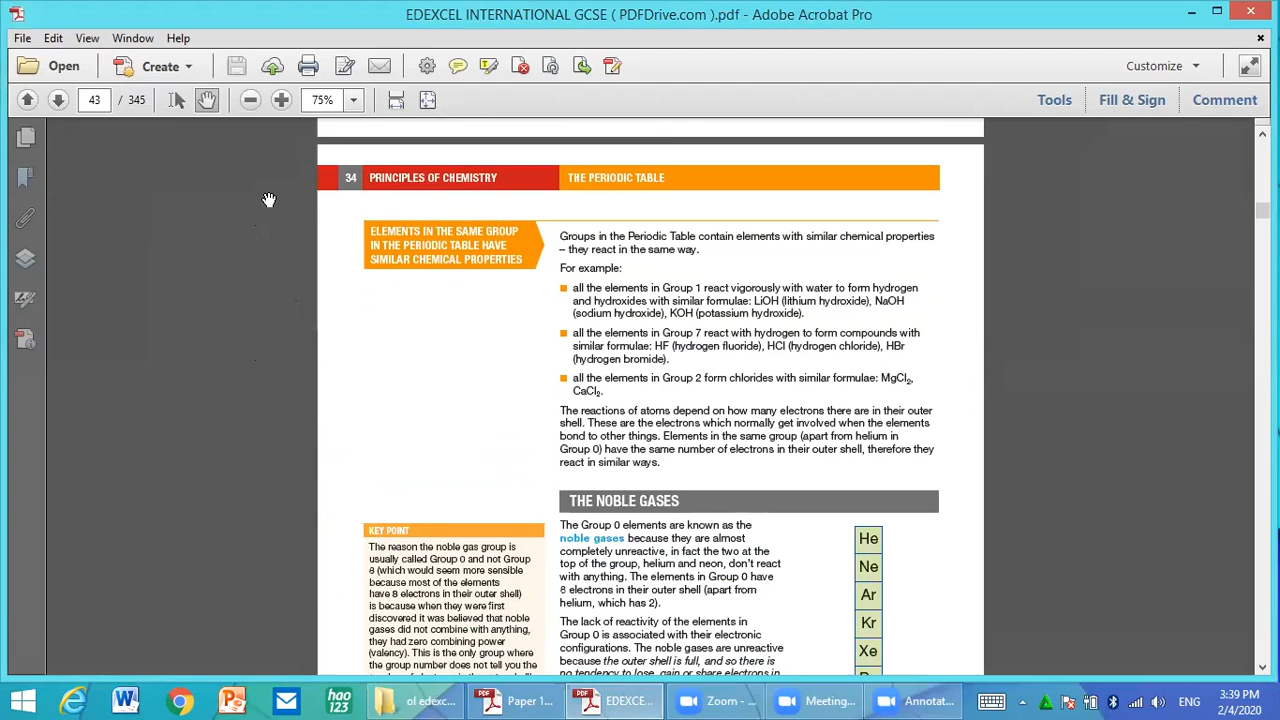 EDEXCEL INTERNATIONAL GCSE ( PDFDrive.com ).pdf - Adobe Acrobat Pro
File Edit View Window Help
Open Create Customize
43 / 345 75% Tools Fill & Sign Comment
34 PRINCIPLES OF CHEMISTRY THE PERIODIC TABLE
ELEMENTS IN THE SAME GROUP
IN THE PERIODIC TABLE HAVE
SIMILAR CHEMICAL PROPERTIES
Groups in the Periodic Table contain elements with similar chemical properties
– they react in the same way.
For example:
all the elements in Group 1 react vigorously with water to form hydrogen
and hydroxides with similar formulae: LiOH (lithium hydroxide), NaOH
(sodium hydroxide), KOH (potassium hydroxide).
all the elements in Group 7 react with hydrogen to form compounds with
similar formulae: HF (hydrogen fluoride), HCl (hydrogen chloride), HBr
(hydrogen bromide).
all the elements in Group 2 form chlorides with similar formulae: MgCl₂,
CaCl₂.
The reactions of atoms depend on how many electrons there are in their outer
shell. These are the electrons which normally get involved when the elements
bond to other things. Elements in the same group (apart from helium in
Group 0) have the same number of electrons in their outer shell, therefore they
react in similar ways.
THE NOBLE GASES
KEY POINT
The reason the noble gas group is
usually called Group 0 and not Group
8 (which would seem more sensible
because most of the elements
have 8 electrons in their outer shell)
is because when they were first
discovered it was believed that noble
gases did not combine with anything,
they had zero combining power
(valency). This is the only group where
the group number does not tell you the
The Group 0 elements are known as the
noble gases because they are almost
completely unreactive, in fact the two at the
top of the group, helium and neon, don't react
with anything. The elements in Group 0 have
8 electrons in their outer shell (apart from
helium, which has 2).
The lack of reactivity of the elements in
Group 0 is associated with their electronic
configurations. The noble gases are unreactive
because the outer shell is full, and so there is
no tendency to lose, gain or share electrons in
He
Ne
Ar
Kr
Xe
hao
123
ol edexc... Paper 1... EDEXCE... Zoom - ... Meeting... Annotat... ENG
3:39 PM
2/4/2020